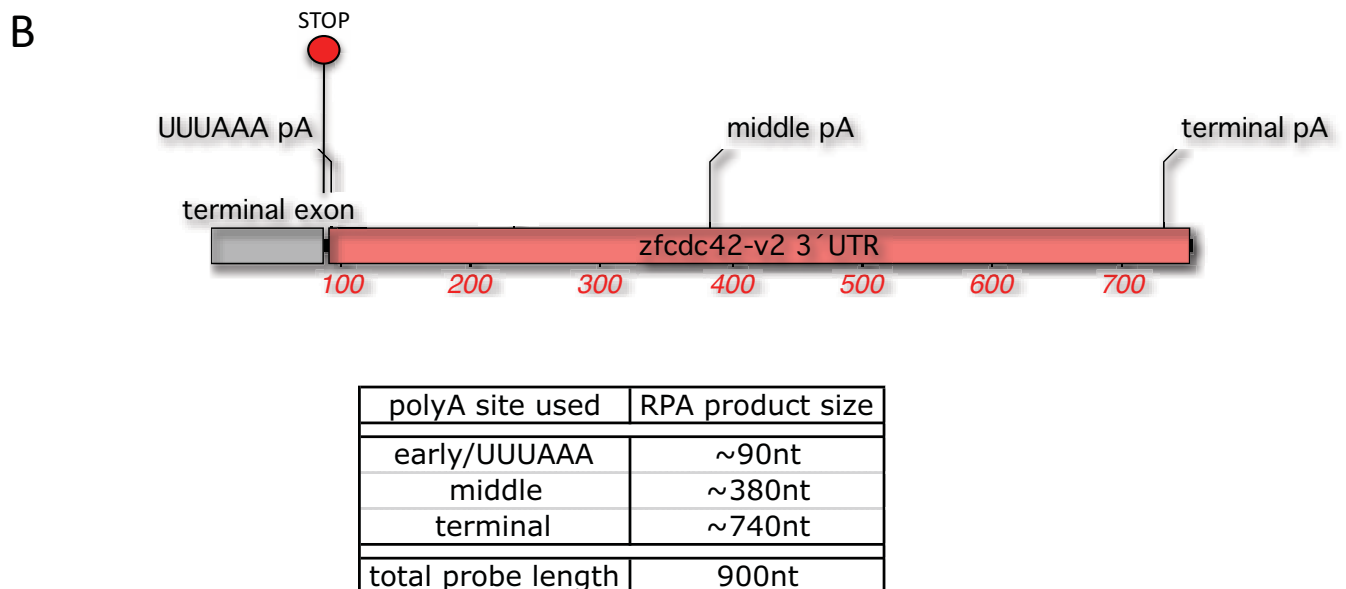 B
STOP
UUUAAA pA
middle pA
terminal pA
terminal exon
zfcdc42-v2 3´UTR
100 200 300 400 500 600 700
polyA site used RPA product size
early/UUUAAA ~90nt
middle ~380nt
terminal ~740nt
total probe length 900nt